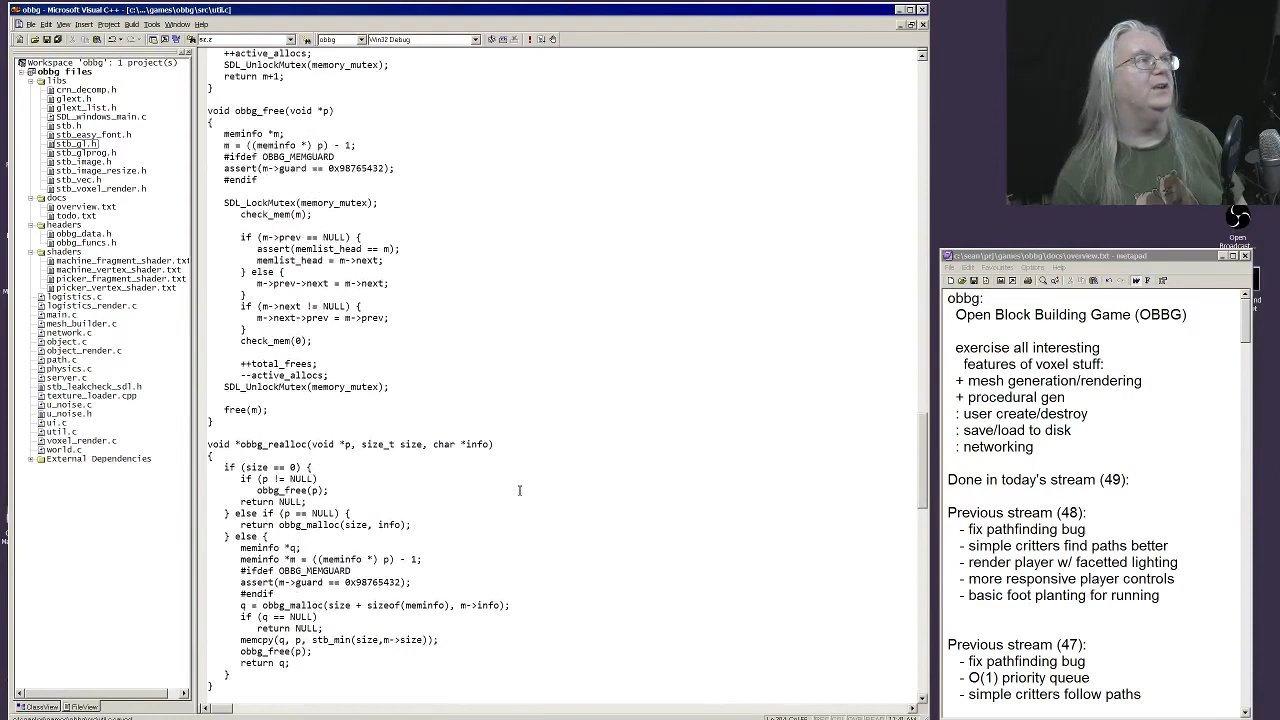 obbg - Microsoft Visual C++ - [c:\...\games\obbg\src\util.c]
File Edit View Insert Project Build Tools Window Help
obbg
Win32 Debug
Workspace 'obbg': 1 project(s)
obbg files
libs
crn_decomp.h
glext.h
glext_list.h
SDL_windows_main.c
stb.h
stb_easy_font.h
stb_gl.h
stb_glprog.h
stb_image.h
stb_image_resize.h
stb_vec.h
stb_voxel_render.h
docs
overview.txt
todo.txt
headers
obbg_data.h
obbg_funcs.h
shaders
machine_fragment_shader.txt
machine_vertex_shader.txt
picker_fragment_shader.txt
picker_vertex_shader.txt
logistics.c
logistics_render.c
main.c
mesh_builder.c
network.c
object.c
object_render.c
path.c
physics.c
server.c
stb_leakcheck_sdl.h
texture_loader.cpp
u_noise.c
u_noise.h
ui.c
util.c
voxel_render.c
world.c
External Dependencies
ClassView
FileView
++active_allocs;
SDL_UnlockMutex(memory_mutex);
return m+1;
}
void obbg_free(void *p)
{
meminfo *m;
m = ((meminfo *) p) - 1;
#ifdef OBBG_MEMGUARD
assert(m->guard == 0x98765432);
#endif
SDL_LockMutex(memory_mutex);
check_mem(m);
if (m->prev == NULL) {
assert(memlist_head == m);
memlist_head = m->next;
} else {
m->prev->next = m->next;
}
if (m->next != NULL) {
m->next->prev = m->prev;
}
check_mem(0);
++total_frees;
--active_allocs;
SDL_UnlockMutex(memory_mutex);
free(m);
}
void *obbg_realloc(void *p, size_t size, char *info)
{
if (size == 0) {
if (p != NULL)
obbg_free(p);
return NULL;
} else if (p == NULL) {
return obbg_malloc(size, info);
} else {
meminfo *q;
meminfo *m = ((meminfo *) p) - 1;
#ifdef OBBG_MEMGUARD
assert(m->guard == 0x98765432);
#endif
q = obbg_malloc(size + sizeof(meminfo), m->info);
if (q == NULL)
return NULL;
memcpy(q, p, stb_min(size,m->size));
obbg_free(p);
return q;
}
}
Open
Broadcast...
c:\sean\prj\games\obbg\docs\overview.txt - metapad
File Edit Favourites Options Help
obbg:
Open Block Building Game (OBBG)
exercise all interesting
features of voxel stuff:
+ mesh generation/rendering
+ procedural gen
: user create/destroy
: save/load to disk
: networking
Done in today's stream (49):
Previous stream (48):
- fix pathfinding bug
- simple critters find paths better
- render player w/ facetted lighting
- more responsive player controls
- basic foot planting for running
Previous stream (47):
- fix pathfinding bug
- O(1) priority queue
- simple critters follow paths